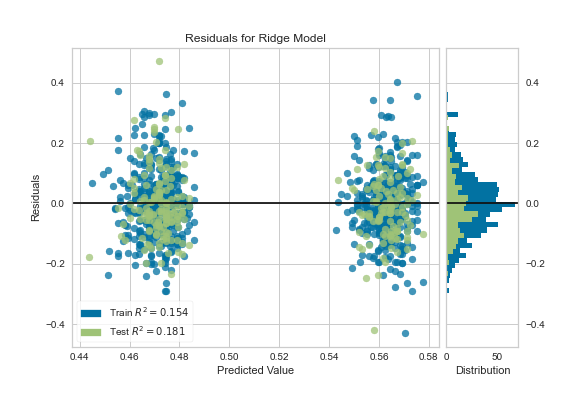 Residuals for Ridge Model
Residuals
0.4
0.2
0.0
−0.2
−0.4
Train R² = 0.154
Test R² = 0.181
0.44 0.46 0.48 0.50 0.52 0.54 0.56 0.58
Predicted Value
0.4
0.2
0.0
−0.2
−0.4
0 50
Distribution